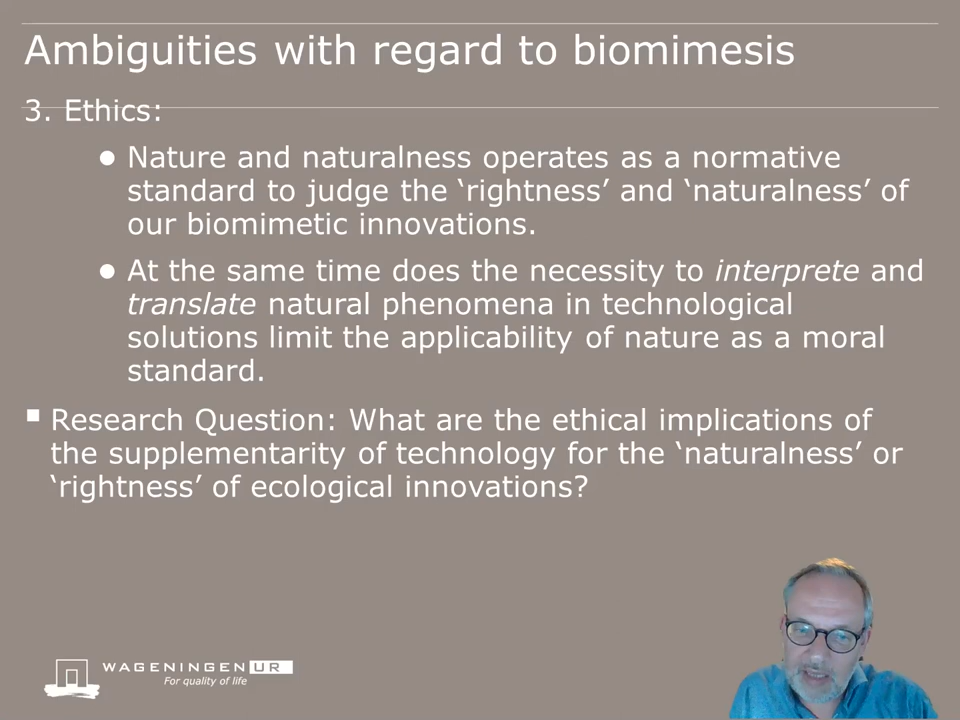 Ambiguities with regard to biomimesis
3. Ethics:
● Nature and naturalness operates as a normative
standard to judge the ‘rightness’ and ‘naturalness’ of
our biomimetic innovations.
● At the same time does the necessity to interprete and
translate natural phenomena in technological
solutions limit the applicability of nature as a moral
standard.
▪ Research Question: What are the ethical implications of
the supplementarity of technology for the ‘naturalness’ or
‘rightness’ of ecological innovations?
WAGENINGEN UR
For quality of life